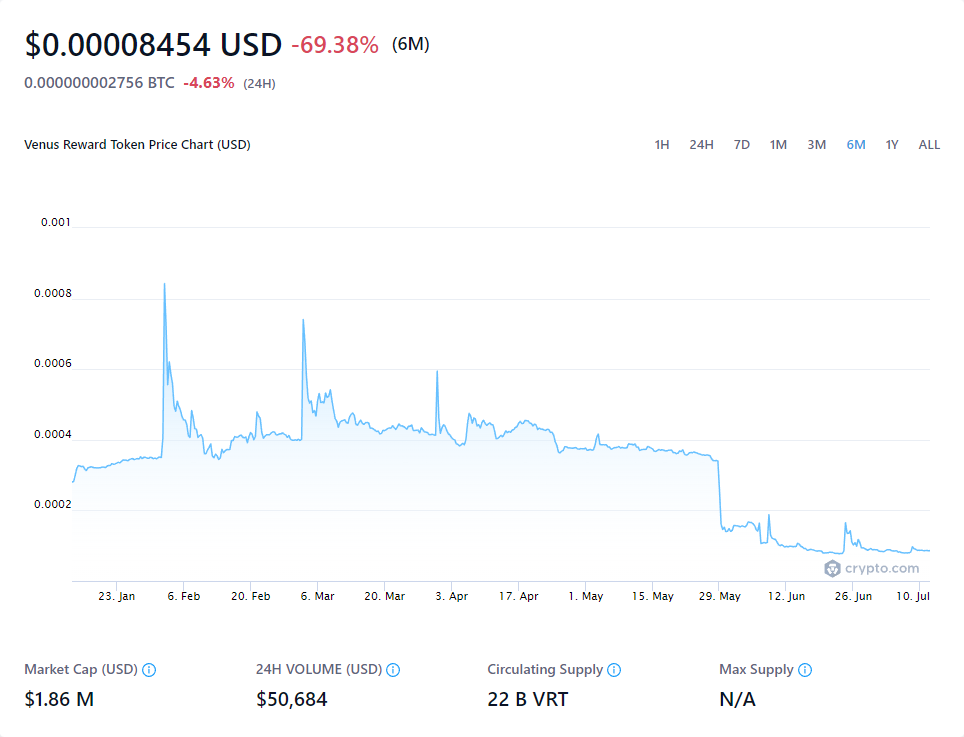 $0.00008454 USD -69.38% (6M)
0.000000002756 BTC -4.63% (24H)
Venus Reward Token Price Chart (USD) 1H 24H 7D 1M 3M 6M 1Y ALL
0.001
0.0008
0.0006
0.0004
0.0002
crypto.com
23. Jan 6. Feb 20. Feb 6. Mar 20. Mar 3. Apr 17. Apr 1. May 15. May 29. May 12. Jun 26. Jun 10. Jul
Market Cap (USD) 24H VOLUME (USD) Circulating Supply Max Supply
$1.86 M $50,684 22 B VRT N/A